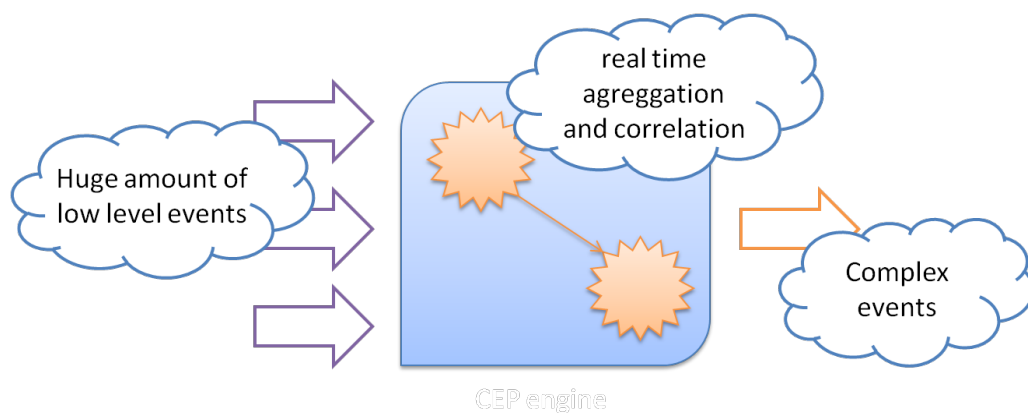 real time
agreggation
and correlation
Huge amount of
low level events
Complex
events
CEP engine